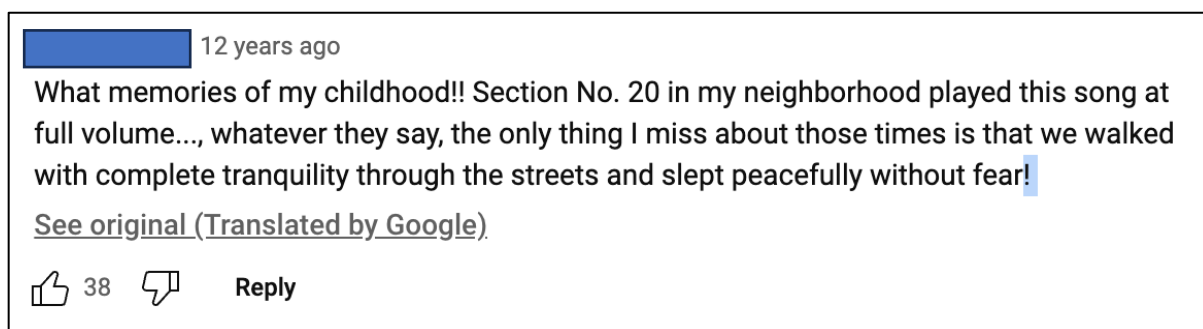 12 years ago
What memories of my childhood!! Section No. 20 in my neighborhood played this song at
full volume..., whatever they say, the only thing I miss about those times is that we walked
with complete tranquility through the streets and slept peacefully without fear!
See original (Translated by Google)
38 Reply